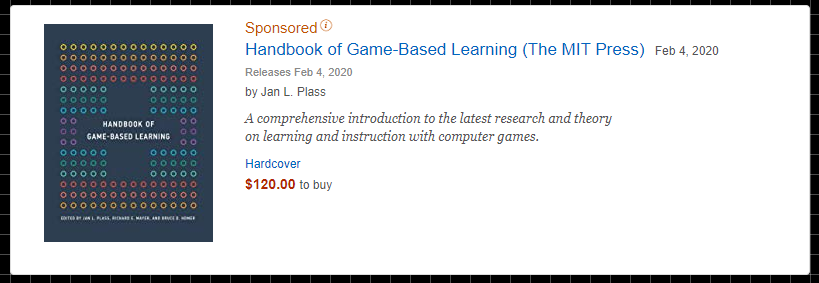 HANDBOOK OF
GAME-BASED LEARNING
EDITED BY JAN L. PLASS, RICHARD E. MAYER, AND BRUCE D. HOMER
Sponsored
Handbook of Game-Based Learning (The MIT Press) Feb 4, 2020
Releases Feb 4, 2020
by Jan L. Plass
A comprehensive introduction to the latest research and theory
on learning and instruction with computer games.
Hardcover
$120.00 to buy